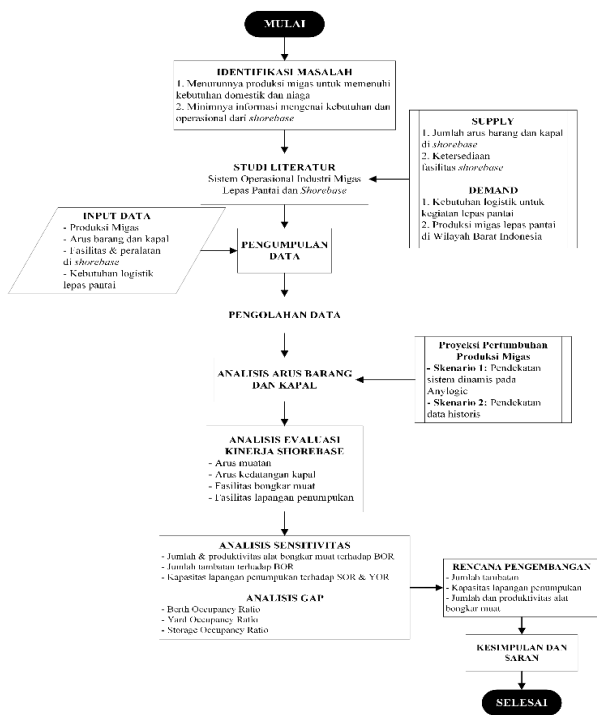 MULAI
IDENTIFIKASI MASALAH
1. Menurunnya produksi migas untuk memenuhi
kebutuhan domestik dan niaga
2. Minimnya informasi mengenai kebutuhan dan
operasional dari shorebase
SUPPLY
1. Jumlah arus barang dan kapal
di shorebase
2. Ketersediaan
fasilitas shorebase
DEMAND
1. Kebutuhan logistik untuk
kegiatan lepas pantai
2. Produksi migas lepas pantai
di Wilayah Barat Indonesia
STUDI LITERATUR
Sistem Operasional Industri Migas
Lepas Pantai dan Shorebase
INPUT DATA
- Produksi Migas
- Arus barang dan kapal
- Fasilitas & peralatan
di shorebase
- Kebutuhan logistik
lepas pantai
PENGUMPULAN
DATA
PENGOLAHAN DATA
Proyeksi Pertumbuhan
Produksi Migas
- Skenario 1: Pendekatan
sistem dinamis pada
Anylogic
- Skenario 2: Pendekatan
data historis
ANALISIS ARUS BARANG
DAN KAPAL
ANALISIS EVALUASI
KINERJA SHOREBASE
- Arus muatan
- Arus kedatangan kapal
- Fasilitas bongkar muat
- Fasilitas lapangan penumpukan
ANALISIS SENSITIVITAS
- Jumlah & produktivitas alat bongkar muat terhadap BOR
- Jumlah tambatan terhadap BOR
- Kapasitas lapangan penumpukan terhadap SOR & YOR
ANALISIS GAP
- Berth Occupancy Ratio
- Yard Occupancy Ratio
- Storage Occupancy Ratio
RENCANA PENGEMBANGAN
- Jumlah tambatan
- Kapasitas lapangan penumpukan
- Jumlah dan produktivitas alat
bongkar muat
KESIMPULAN DAN
SARAN
SELESAI